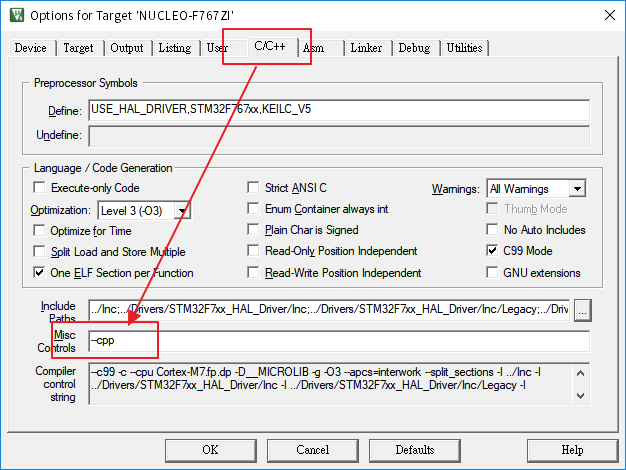 Options for Target 'NUCLEO-F767ZI'
Device Target Output Listing User C/C++ Asm Linker Debug Utilities
Preprocessor Symbols
Define: USE_HAL_DRIVER,STM32F767xx,KEILC_V5
Undefine:
Language / Code Generation
Execute-only Code Strict ANSI C Warnings: All Warnings
Optimization: Level 3 (-O3) Enum Container always int Thumb Mode
Optimize for Time Plain Char is Signed No Auto Includes
Split Load and Store Multiple Read-Only Position Independent C99 Mode
One ELF Section per Function Read-Write Position Independent GNU extensions
Include Paths ../Inc;../Drivers/STM32F7xx_HAL_Driver/Inc;../Drivers/STM32F7xx_HAL_Driver/Inc/Legacy;../Driv ...
Misc Controls --cpp
Compiler control string --c99 -c --cpu Cortex-M7.fp.dp -D__MICROLIB -g -O3 --apcs=interwork --split_sections -I ../Inc -I
../Drivers/STM32F7xx_HAL_Driver/Inc -I ../Drivers/STM32F7xx_HAL_Driver/Inc/Legacy -I
OK Cancel Defaults Help